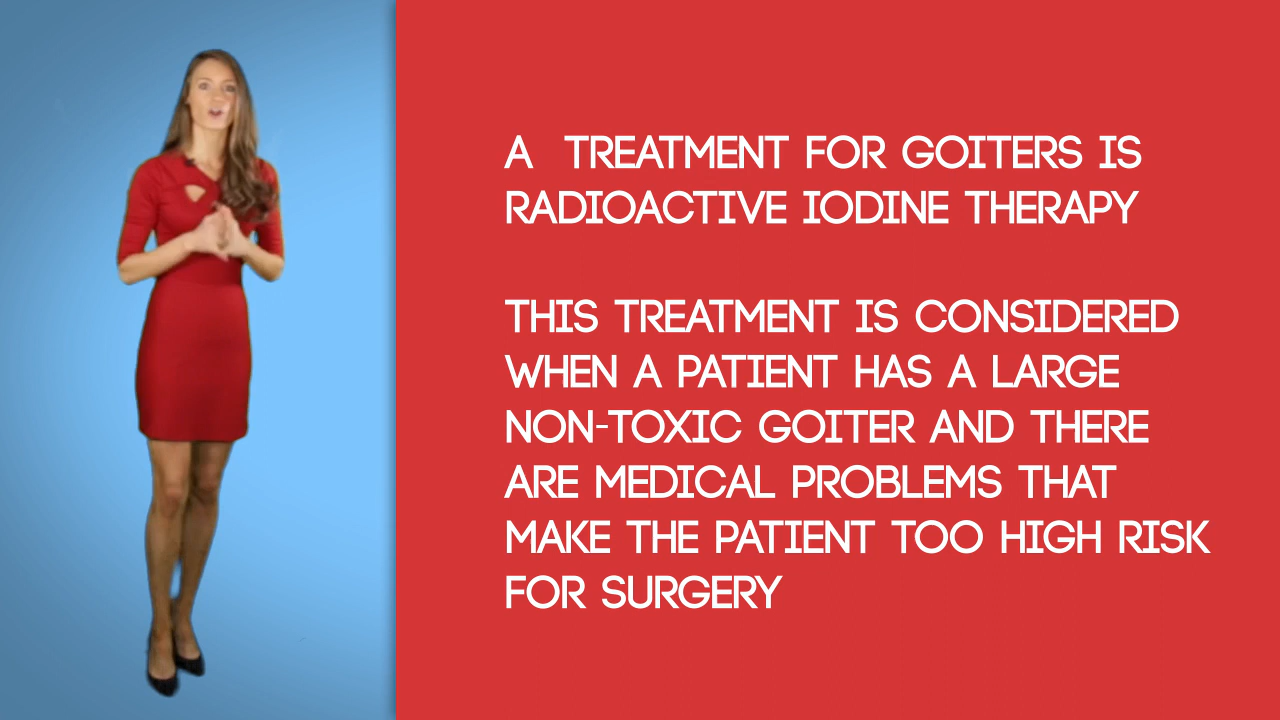 A TREATMENT FOR GOITERS IS
RADIOACTIVE IODINE THERAPY
THIS TREATMENT IS CONSIDERED
WHEN A PATIENT HAS A LARGE
NON-TOXIC GOITER AND THERE
ARE MEDICAL PROBLEMS THAT
MAKE THE PATIENT TOO HIGH RISK
FOR SURGERY